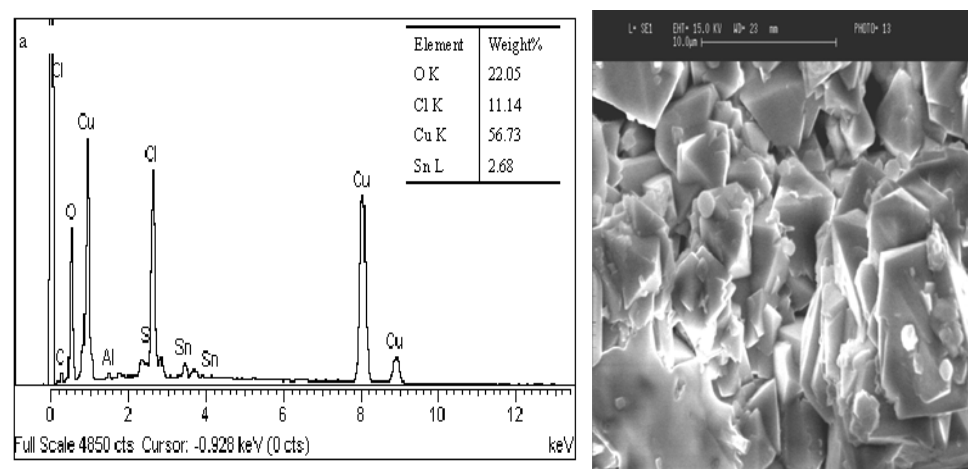 a
Element Weight%
O K 22.05
Cl K 11.14
Cu K 56.73
Sn L 2.68
Cl
Cu
O
Cl
Cu
C
Al
S
Sn
Sn
Cu
0 2 4 6 8 10 12
Full Scale 4850 cts Cursor: -0.928 keV (0 cts) keV
L= SE1 EHT= 15.0 KV WD= 23 mm PHOTO= 13
10.0µm